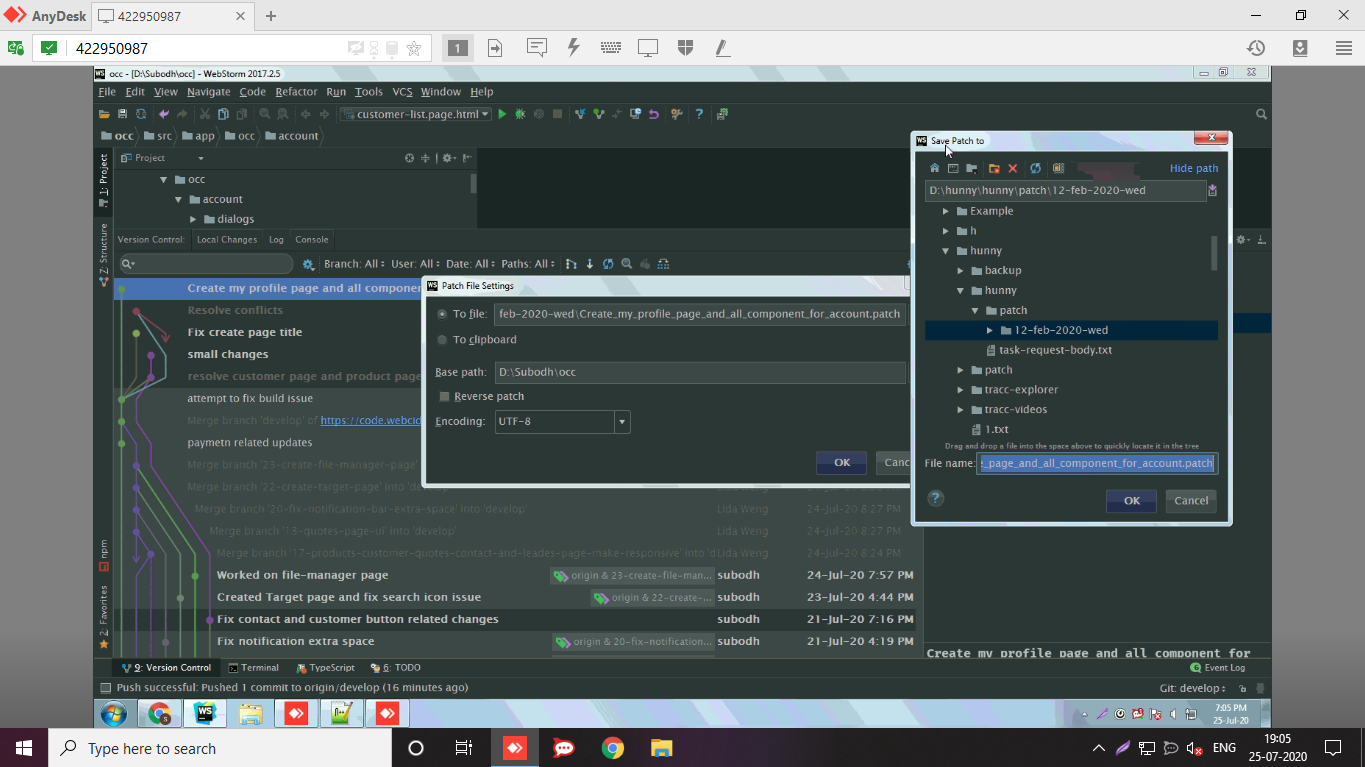 AnyDesk
422950987
422950987
1
occ - [D:\Subodh\occ] - WebStorm 2017.2.5
File Edit View Navigate Code Refactor Run Tools VCS Window Help
customer-list.page.html
occ src app occ account
Project
occ
account
dialogs
1: Project
Z: Structure
npm
2: Favorites
Version Control: Local Changes Log Console
Branch: All User: All Date: All Paths: All
Create my profile page and all componer
Resolve conflicts
Fix create page title
small changes
resolve customer page and product page
attempt to fix build issue
Merge branch 'develop' of https://code.webcid
paymetn related updates
Merge branch '23-create-file-manager-page'
Merge branch '22-create-target-page' into 'de
Merge branch '20-fix-notification-bar-extra-space' into 'develop' Lida Weng 24-Jul-20 8:27 PM
Merge branch '18-quotes-page-ui' into 'develop' Lida Weng 24-Jul-20 8:27 PM
Merge branch '17-products-customer-quotes-contact-and-leades-page-make-responsive' into 'd Lida Weng 24-Jul-20 8:24 PM
Worked on file-manager page origin & 23-create-file-man... subodh 24-Jul-20 7:57 PM
Created Target page and fix search icon issue origin & 22-create-... subodh 23-Jul-20 4:44 PM
Fix contact and customer button related changes subodh 21-Jul-20 7:16 PM
Fix notification extra space origin & 20-fix-notification... subodh 21-Jul-20 4:19 PM
Patch File Settings
To file: feb-2020-wed\Create_my_profile_page_and_all_component_for_account.patch
To clipboard
Base path: D:\Subodh\occ
Reverse patch
Encoding: UTF-8
OK Canc
Save Patch to
Hide path
D:\hunny\hunny\patch\12-feb-2020-wed
Example
h
hunny
backup
hunny
patch
12-feb-2020-wed
task-request-body.txt
patch
tracc-explorer
tracc-videos
1.txt
Drag and drop a file into the space above to quickly locate it in the tree
File name: _page_and_all_component_for_account.patch
? OK Cancel
Create my profile page and all component for
9: Version Control Terminal TypeScript 6: TODO Event Log
Push successful: Pushed 1 commit to origin/develop (16 minutes ago) Git: develop
7:05 PM
25-Jul-20
Type here to search
ENG
19:05
25-07-2020